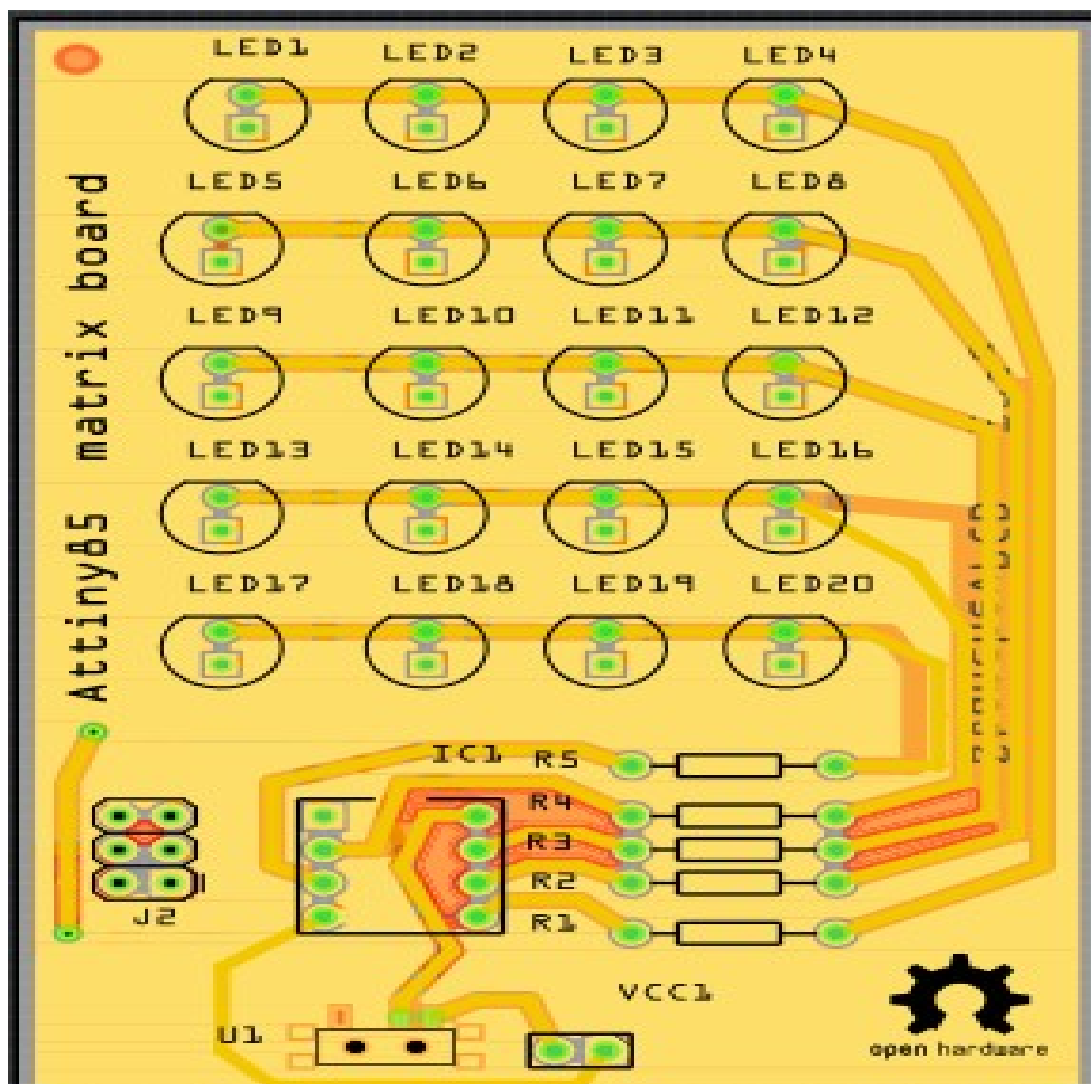 LED1 LED2 LED3 LED4
LED5 LED6 LED7 LED8
LED9 LED10 LED11 LED12
LED13 LED14 LED15 LED16
LED17 LED18 LED19 LED20
Attiny85 matrix board
IC1 R5
R4
R3
R2
R1
J2
VCC1
U1
open hardware